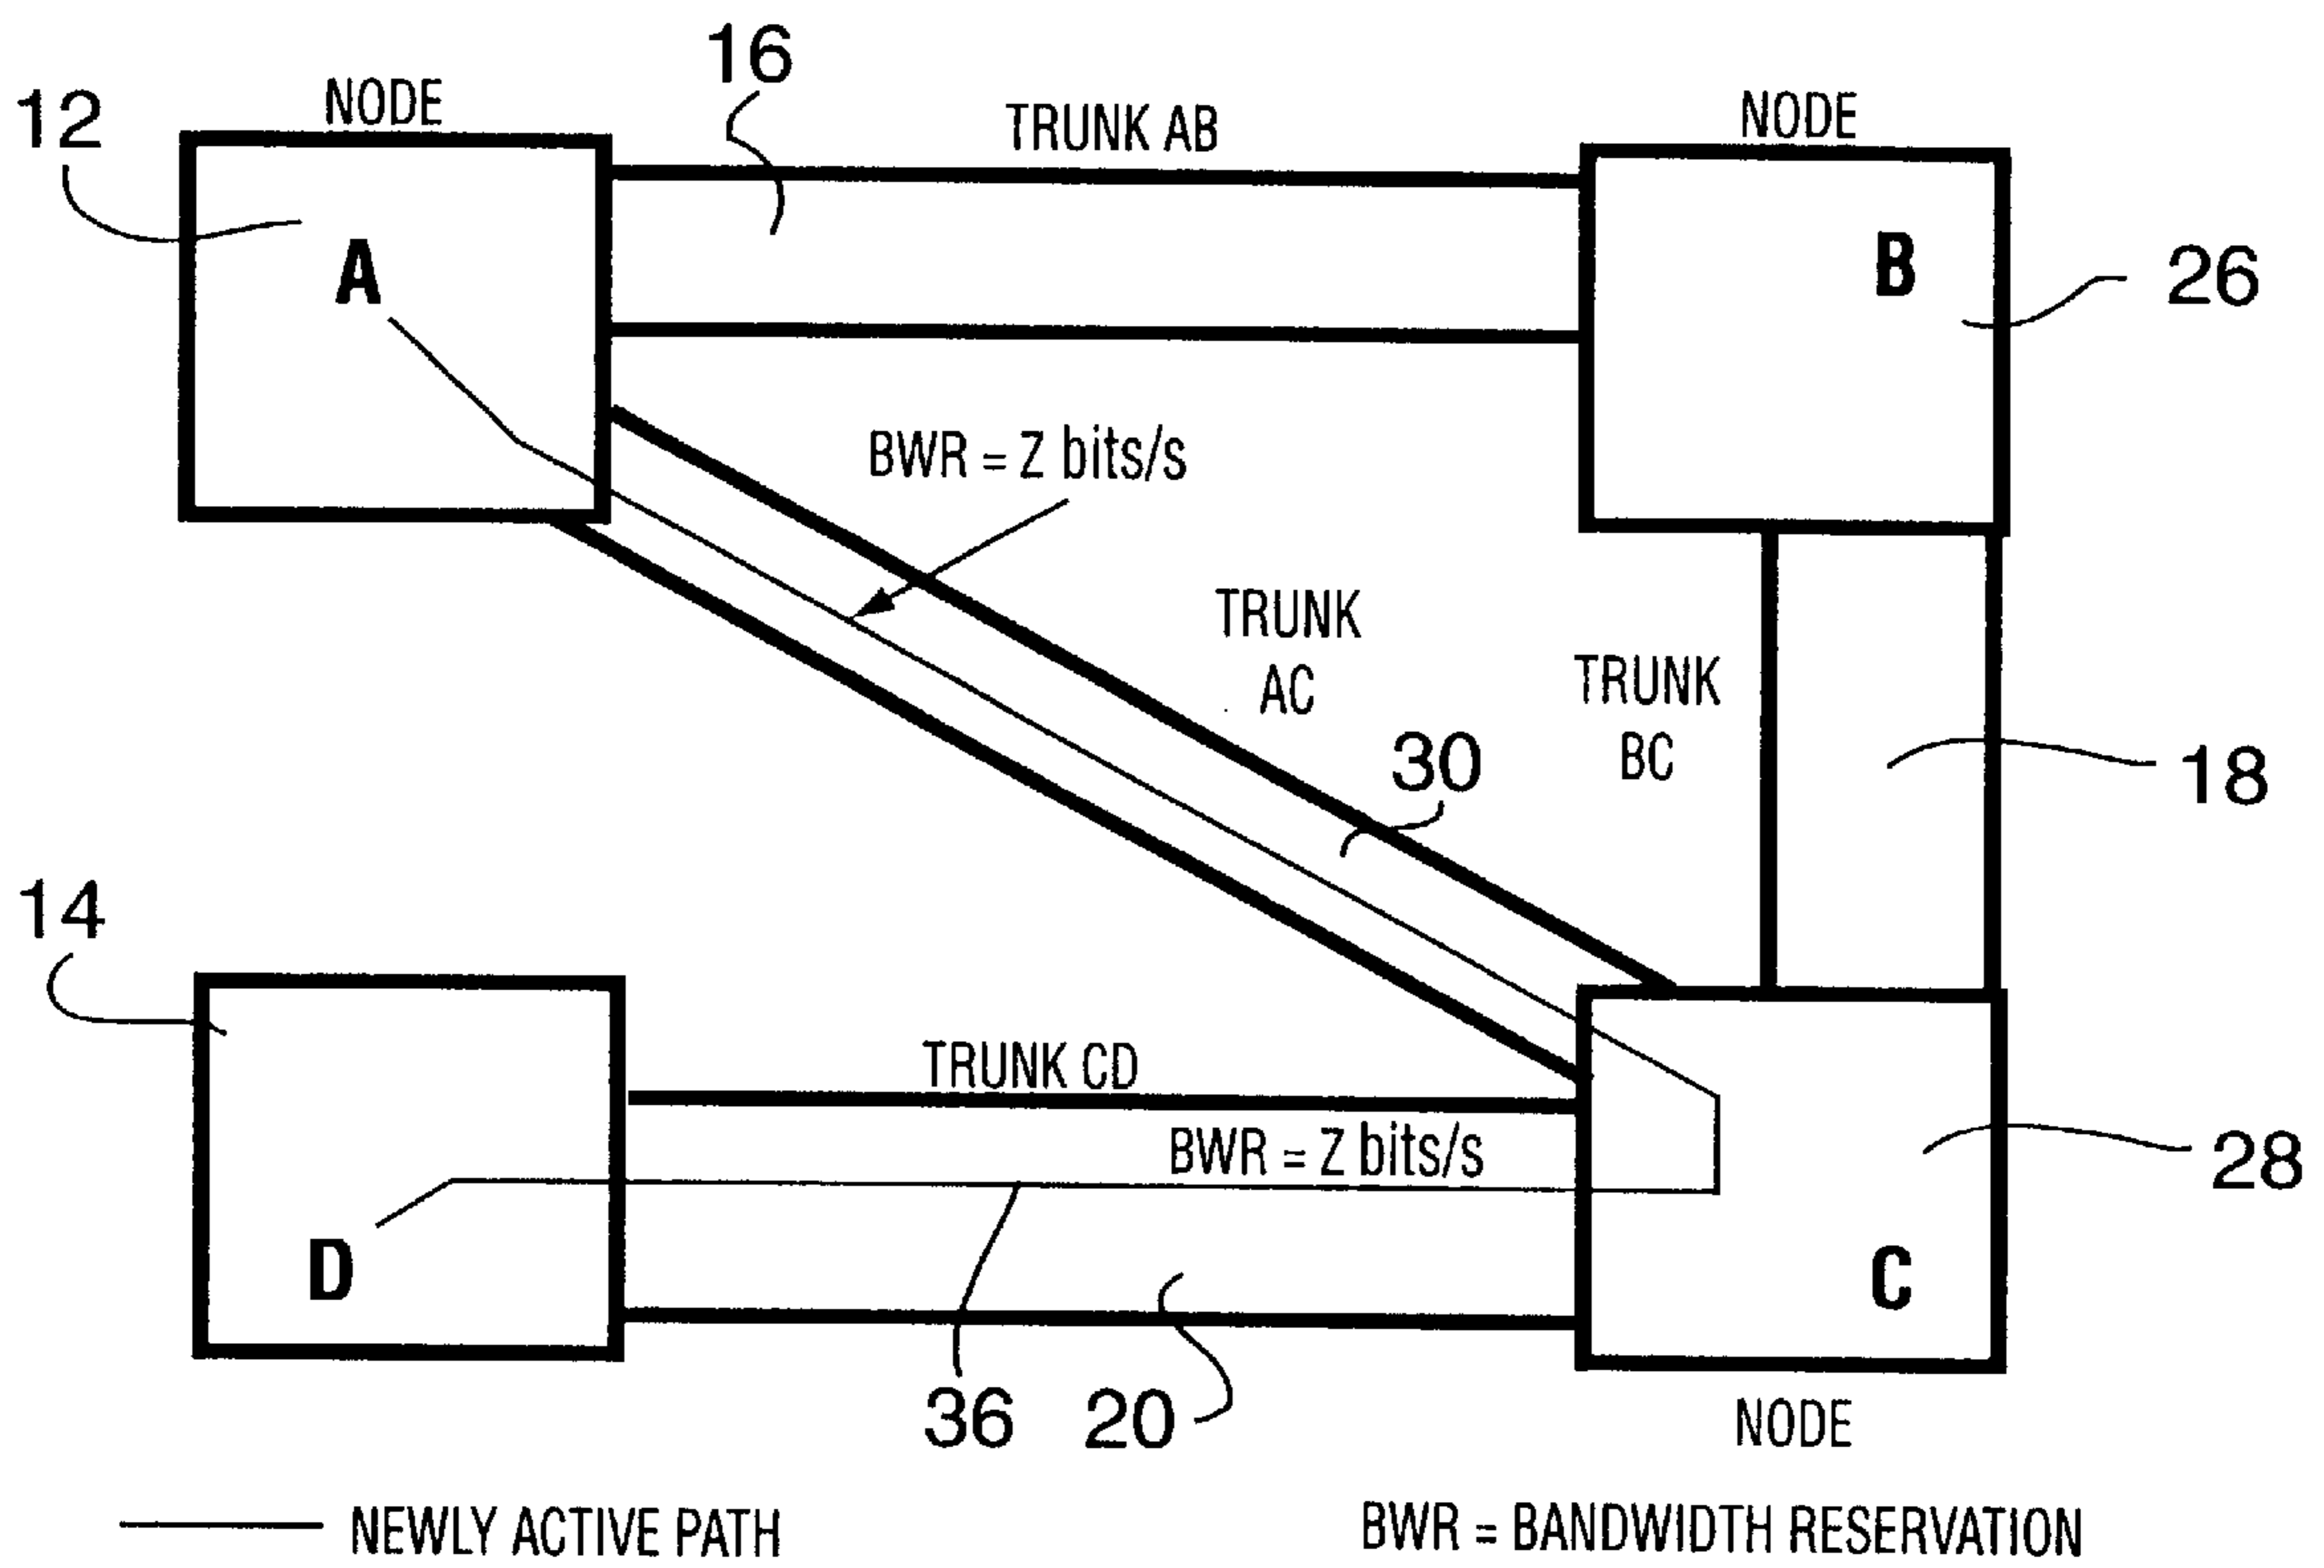 16
12
NODE
TRUNK AB
NODE
A
B
26
BWR = Z bits/s
TRUNK
AC
TRUNK
BC
30
18
14
TRUNK CD
BWR = Z bits/s
28
D
C
36
20
NODE
NEWLY ACTIVE PATH
BWR = BANDWIDTH RESERVATION